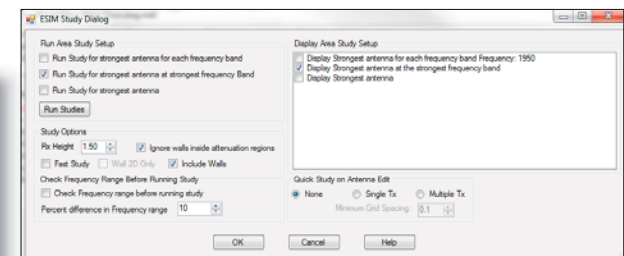 ESIM Study Dialog
Run Area Study Setup
Run Study for strongest antenna for each frequency band
Run Study for strongest antenna at strongest frequency Band
Run Study for strongest antenna
Run Studies
Study Options
Rx Height 1.50
Ignore walls inside attenuation regions
Fast Study
Wall 2D Only
Include Walls
Check Frequency Range Before Running Study
Check Frequency range before running study
Percent difference in Frequency range 10
Display Area Study Setup
Display Strongest antenna for each frequency band Frequency: 1950
Display Strongest antenna at the strongest frequency band
Display Strongest antenna
Quick Study on Antenna Edit
None
Single Tx
Multiple Tx
Minimum Grid Spacing: 0.1
OK
Cancel
Help